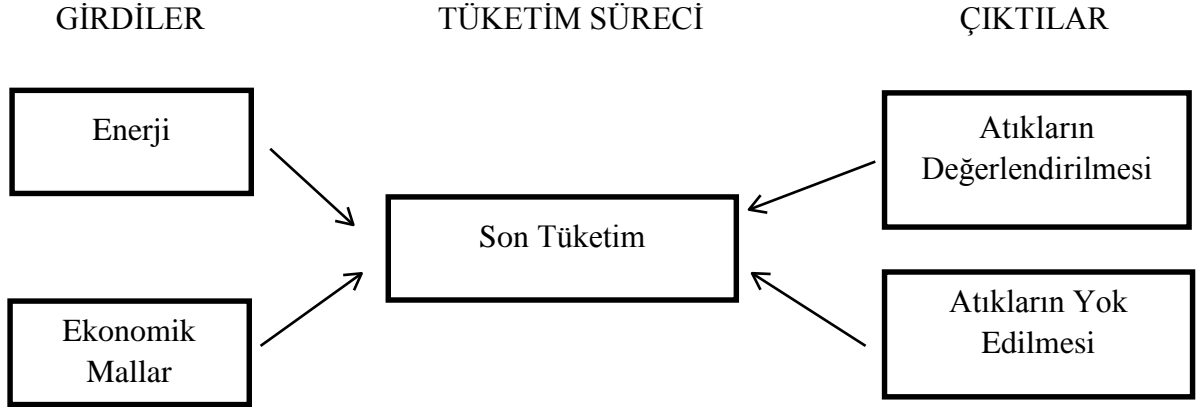 GİRDİLER
TÜKETİM SÜRECİ
ÇIKTILAR
Enerji
Ekonomik
Mallar
Son Tüketim
Atıkların
Değerlendirilmesi
Atıkların Yok
Edilmesi